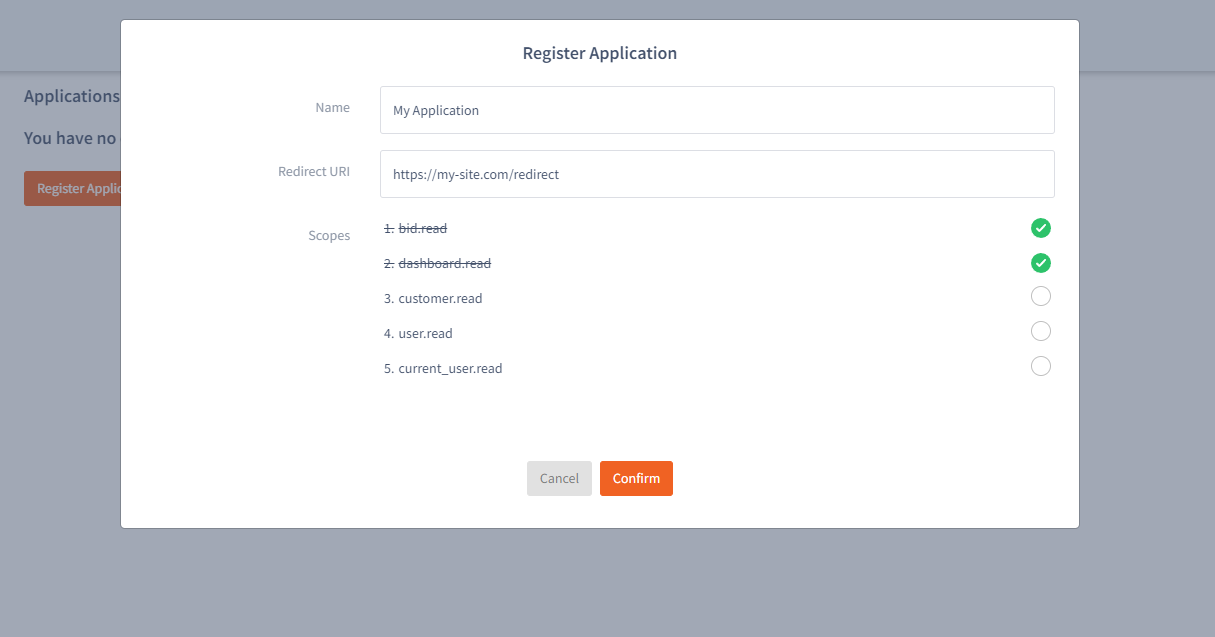 Register Application
Applications
You have no
Register Applic
Name
My Application
Redirect URI
https://my-site.com/redirect
Scopes
1. bid.read
2. dashboard.read
3. customer.read
4. user.read
5. current_user.read
Cancel
Confirm